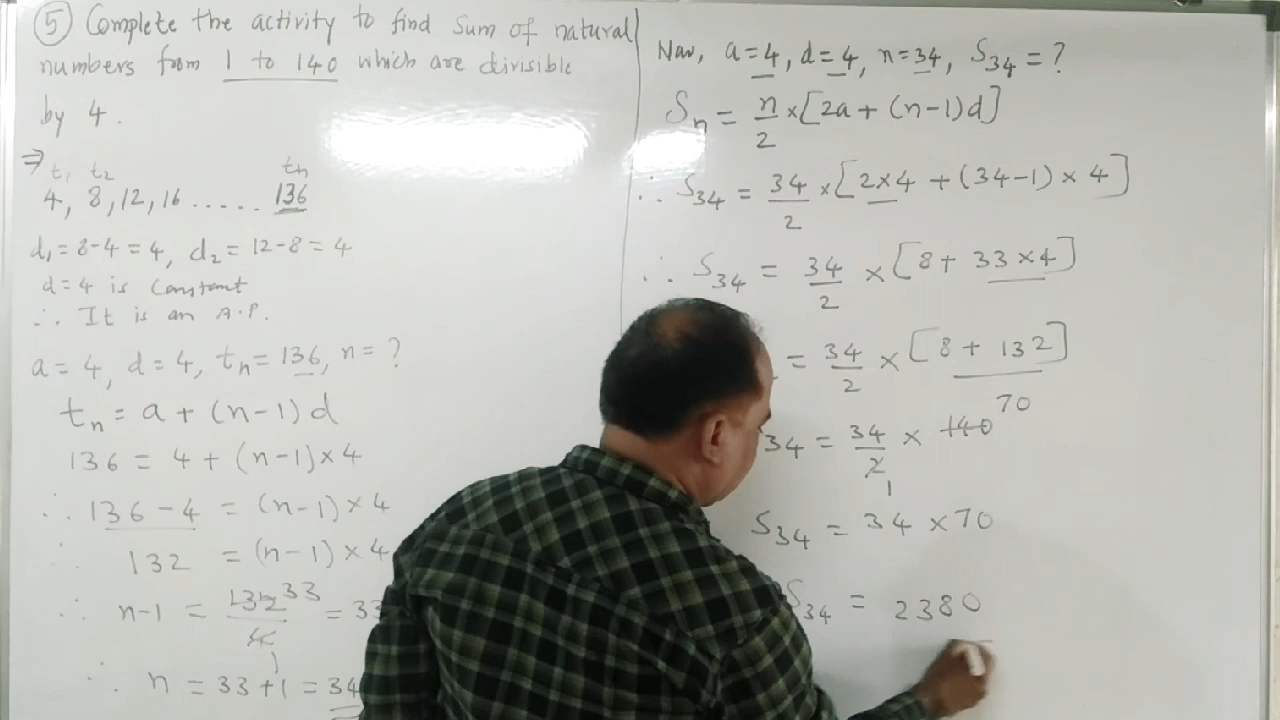 ⑤ Complete the activity to find Sum of natural
numbers from 1 to 140 which are divisible
by 4.
⇒ t₁ t₂ tn
4, 8, 12, 16 ..... 136
d₁ = 8-4 = 4, d₂ = 12-8 = 4
d = 4 is Constant
∴ It is an A.P.
a = 4, d = 4, tn = 136, n = ?
tn = a + (n-1) d
136 = 4 + (n-1) × 4
∴ 136 - 4 = (n-1) × 4
∴ 132 = (n-1) × 4
∴ n-1 = 132/4 33 1 = 33
∴ n = 33 + 1 = 34
Now, a = 4, d = 4, n = 34, S34 = ?
Sn = n/2 × [2a + (n-1)d]
∴ S34 = 34/2 × [2×4 + (34-1) × 4]
∴ S34 = 34/2 × [8 + 33 × 4]
= 34/2 × [8 + 132]
34 = 34/2 × 140 70
1
S34 = 34 × 70
S34 = 2380